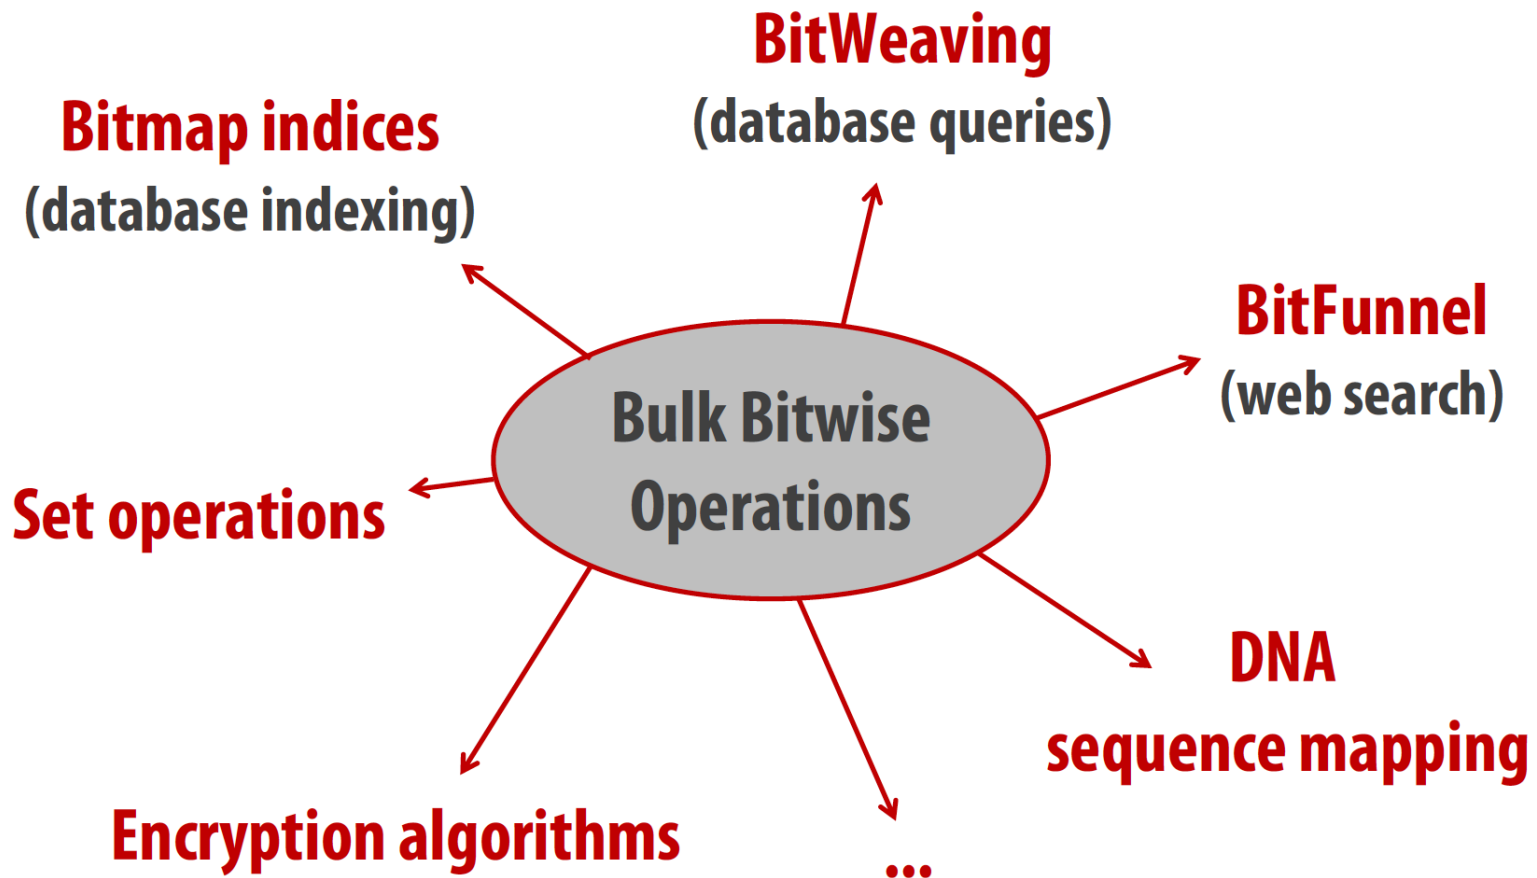 BitWeaving
(database queries)
Bitmap indices
(database indexing)
BitFunnel
(web search)
Bulk Bitwise
Operations
Set operations
DNA
sequence mapping
Encryption algorithms
...